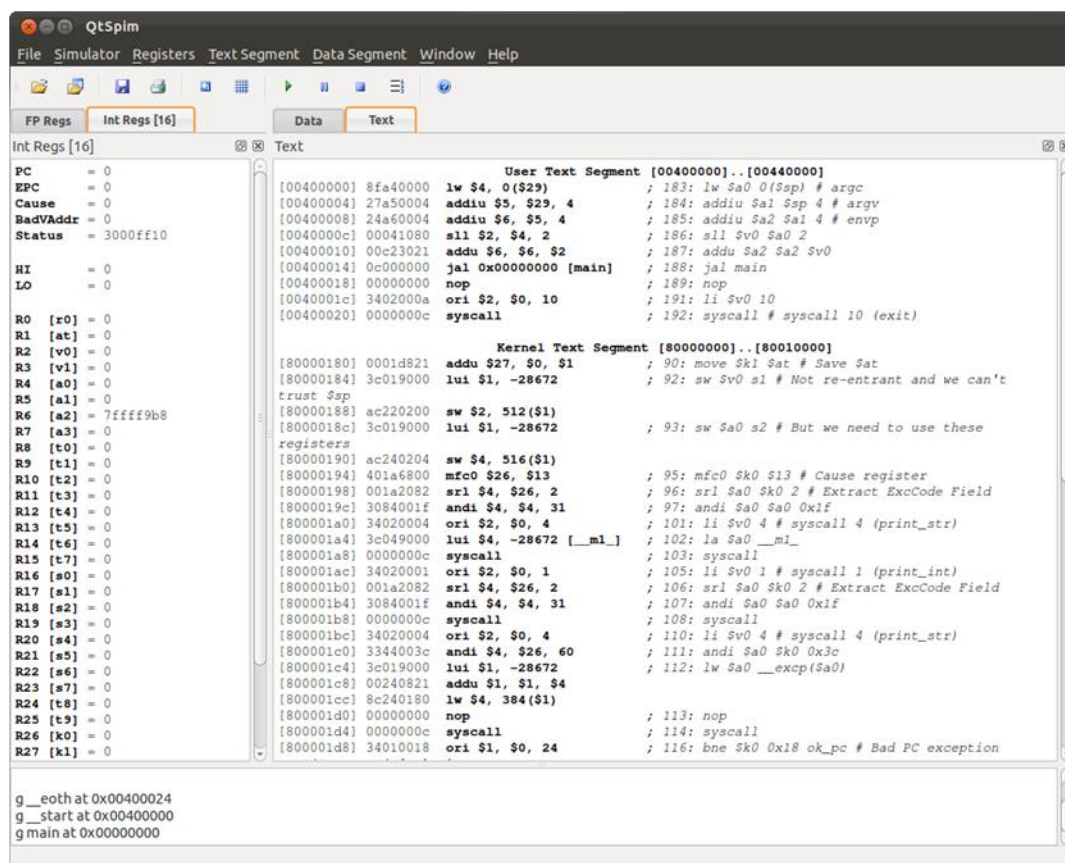 QtSpim
File Simulator Registers Text Segment Data Segment Window Help
FP Regs Int Regs [16] Data Text
Int Regs [16]
PC = 0
EPC = 0
Cause = 0
BadVAddr = 0
Status = 3000ff10
HI = 0
LO = 0
R0 [r0] = 0
R1 [at] = 0
R2 [v0] = 0
R3 [v1] = 0
R4 [a0] = 0
R5 [a1] = 0
R6 [a2] = 7ffff9b8
R7 [a3] = 0
R8 [t0] = 0
R9 [t1] = 0
R10 [t2] = 0
R11 [t3] = 0
R12 [t4] = 0
R13 [t5] = 0
R14 [t6] = 0
R15 [t7] = 0
R16 [s0] = 0
R17 [s1] = 0
R18 [s2] = 0
R19 [s3] = 0
R20 [s4] = 0
R21 [s5] = 0
R22 [s6] = 0
R23 [s7] = 0
R24 [t8] = 0
R25 [t9] = 0
R26 [k0] = 0
R27 [k1] = 0
Text
User Text Segment [00400000]..[00440000]
[00400000] 8fa40000 lw $4, 0($29) ; 183: lw $a0 0($sp) # argc
[00400004] 27a50004 addiu $5, $29, 4 ; 184: addiu $a1 $sp 4 # argv
[00400008] 24a60004 addiu $6, $5, 4 ; 185: addiu $a2 $a1 4 # envp
[0040000c] 00041080 sll $2, $4, 2 ; 186: sll $v0 $a0 2
[00400010] 00c23021 addu $6, $6, $2 ; 187: addu $a2 $a2 $v0
[00400014] 0c000000 jal 0x00000000 [main] ; 188: jal main
[00400018] 00000000 nop ; 189: nop
[0040001c] 3402000a ori $2, $0, 10 ; 191: li $v0 10
[00400020] 0000000c syscall ; 192: syscall # syscall 10 (exit)
Kernel Text Segment [80000000]..[80010000]
[80000180] 0001d821 addu $27, $0, $1 ; 90: move $k1 $at # Save $at
[80000184] 3c019000 lui $1, -28672 ; 92: sw $v0 s1 # Not re-entrant and we can't
trust $sp
[80000188] ac220200 sw $2, 512($1)
[8000018c] 3c019000 lui $1, -28672 ; 93: sw $a0 s2 # But we need to use these
registers
[80000190] ac240204 sw $4, 516($1)
[80000194] 401a6800 mfc0 $26, $13 ; 95: mfc0 $k0 $13 # Cause register
[80000198] 001a2082 srl $4, $26, 2 ; 96: srl $a0 $k0 2 # Extract ExcCode Field
[8000019c] 3084001f andi $4, $4, 31 ; 97: andi $a0 $a0 0x1f
[800001a0] 34020004 ori $2, $0, 4 ; 101: li $v0 4 # syscall 4 (print_str)
[800001a4] 3c049000 lui $4, -28672 [__m1_] ; 102: la $a0 __m1_
[800001a8] 0000000c syscall ; 103: syscall
[800001ac] 34020001 ori $2, $0, 1 ; 105: li $v0 1 # syscall 1 (print_int)
[800001b0] 001a2082 srl $4, $26, 2 ; 106: srl $a0 $k0 2 # Extract ExcCode Field
[800001b4] 3084001f andi $4, $4, 31 ; 107: andi $a0 $a0 0x1f
[800001b8] 0000000c syscall ; 108: syscall
[800001bc] 34020004 ori $2, $0, 4 ; 110: li $v0 4 # syscall 4 (print_str)
[800001c0] 3344003c andi $4, $26, 60 ; 111: andi $a0 $k0 0x3c
[800001c4] 3c019000 lui $1, -28672 ; 112: lw $a0 __excp($a0)
[800001c8] 00240821 addu $1, $1, $4
[800001cc] 8c240180 lw $4, 384($1)
[800001d0] 00000000 nop ; 113: nop
[800001d4] 0000000c syscall ; 114: syscall
[800001d8] 34010018 ori $1, $0, 24 ; 116: bne $k0 0x18 ok_pc # Bad PC exception
g __eoth at 0x00400024
g __start at 0x00400000
g main at 0x00000000